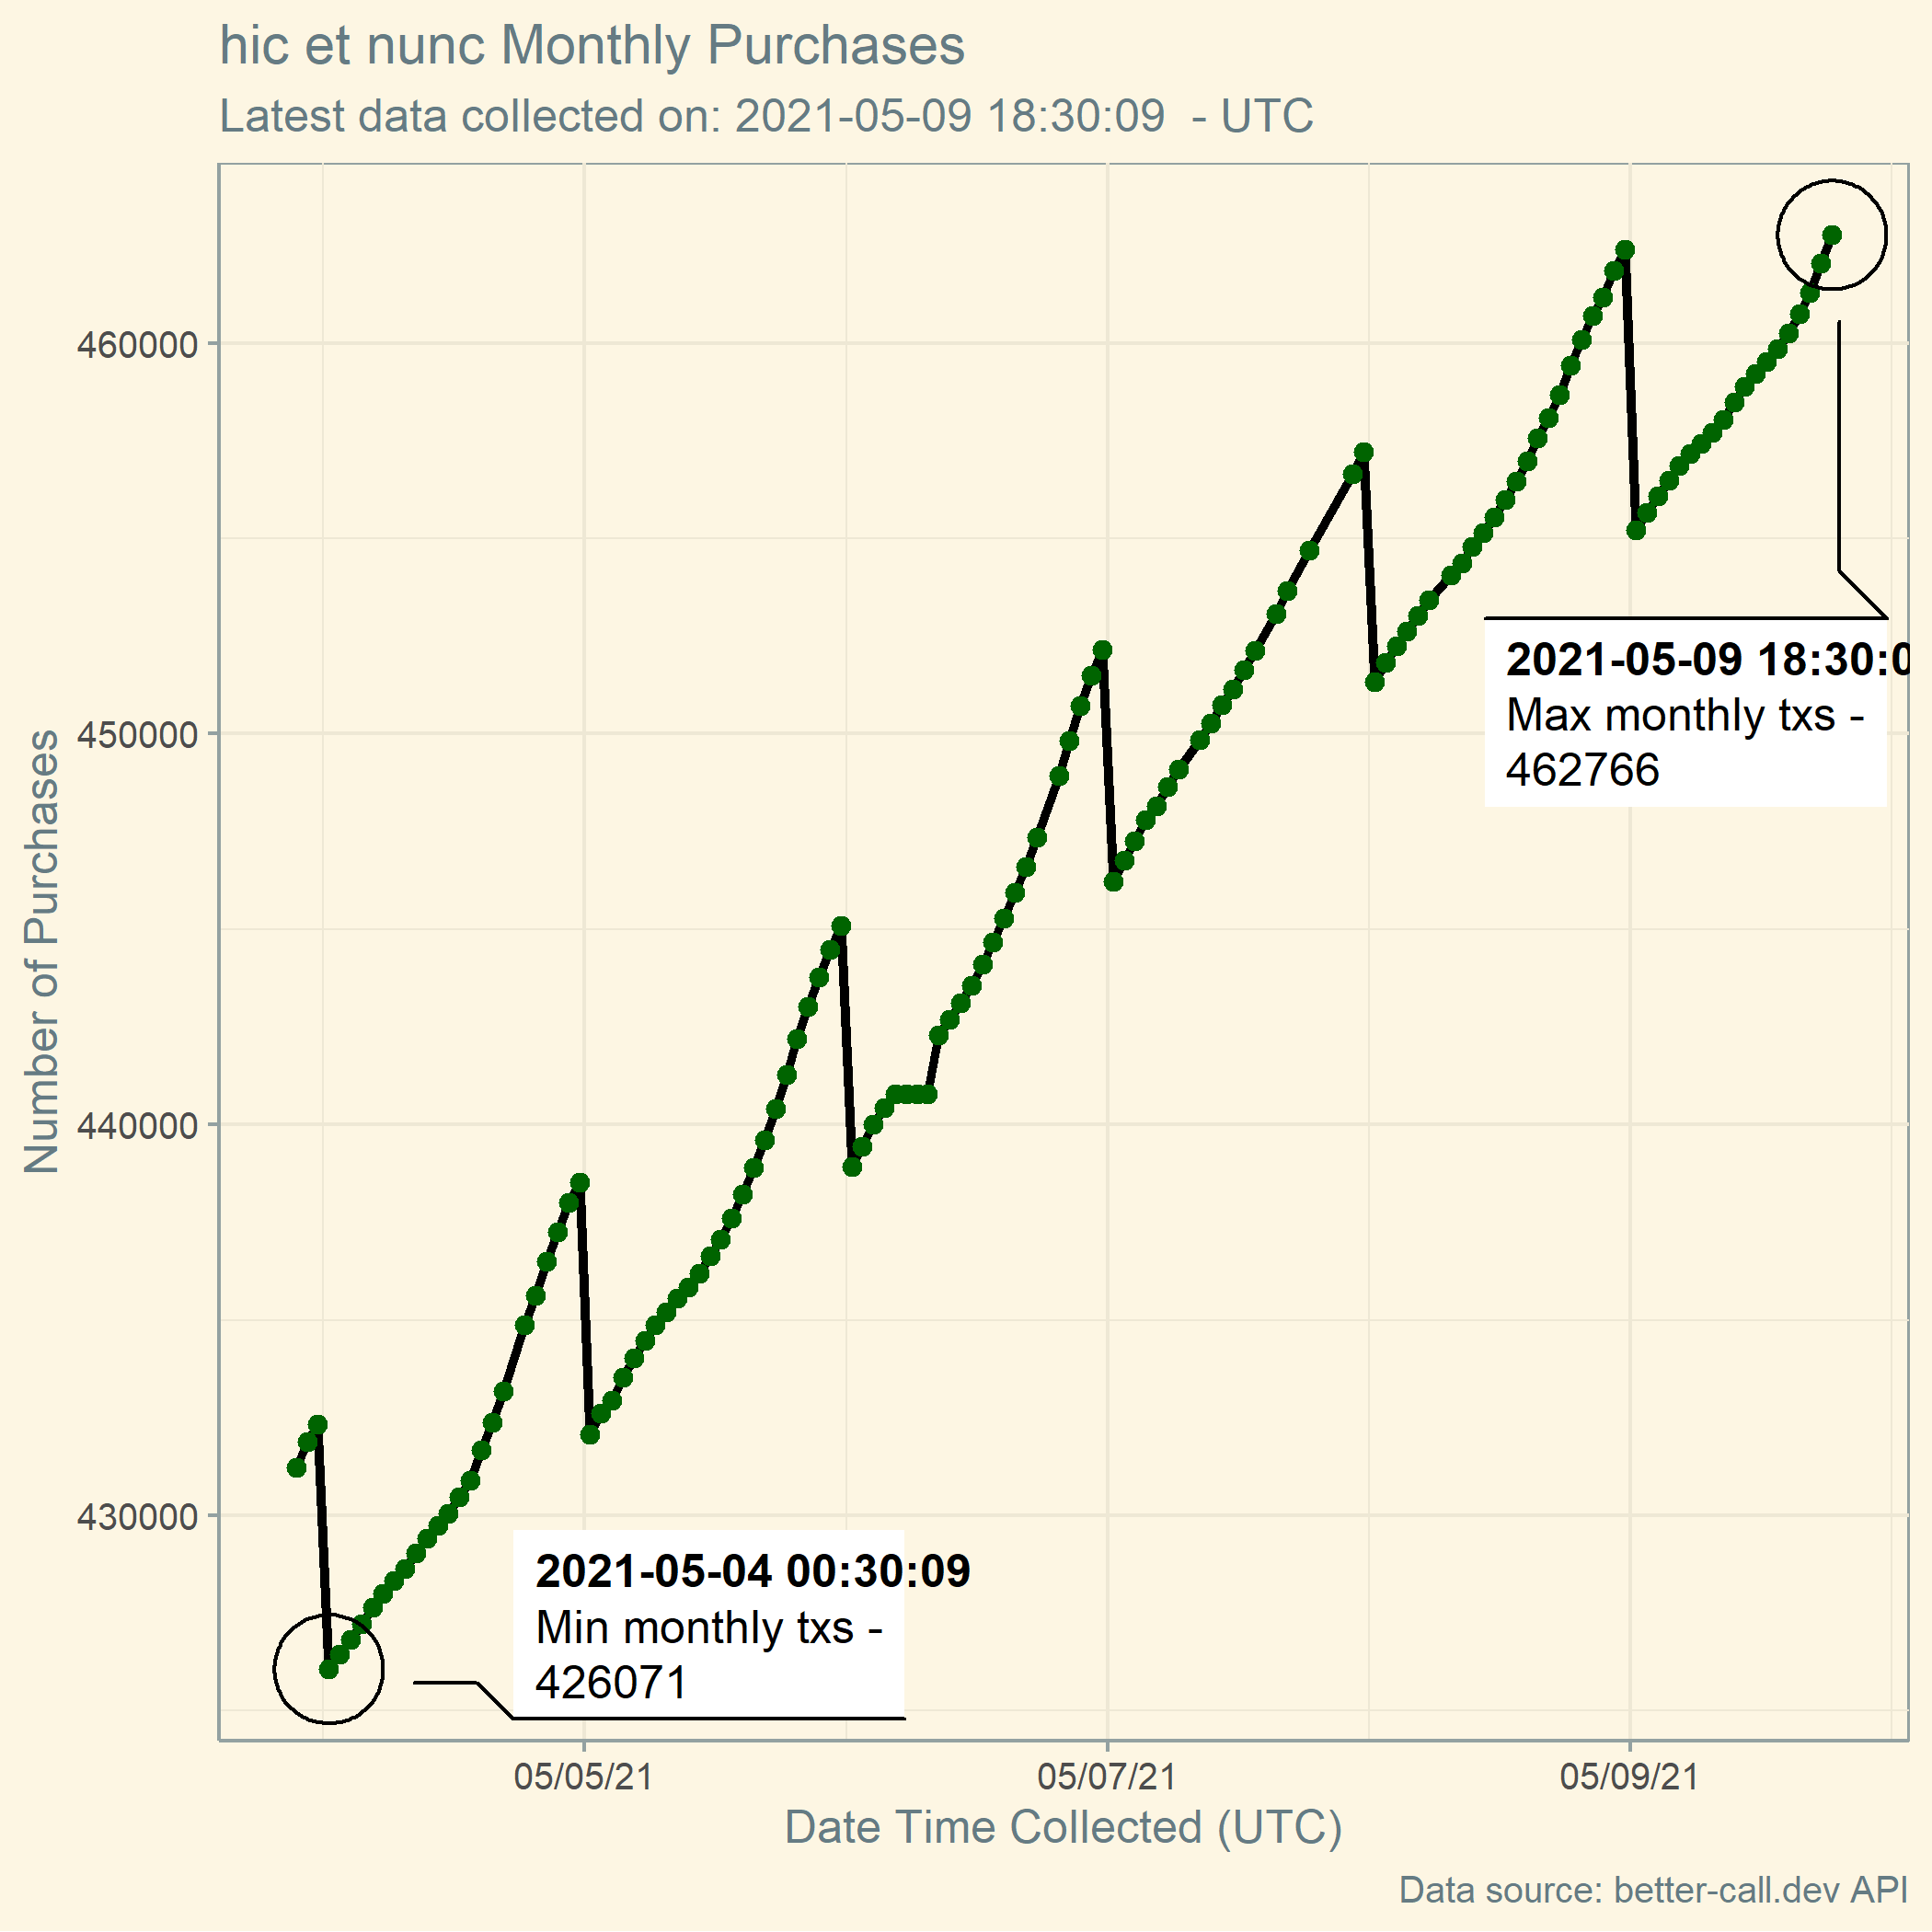 hic et nunc Monthly Purchases
Latest data collected on: 2021-05-09 18:30:09 - UTC
Number of Purchases
460000
450000
440000
430000
2021-05-09 18:30:0
Max monthly txs -
462766
2021-05-04 00:30:09
Min monthly txs -
426071
05/05/21
05/07/21
05/09/21
Date Time Collected (UTC)
Data source: better-call.dev API